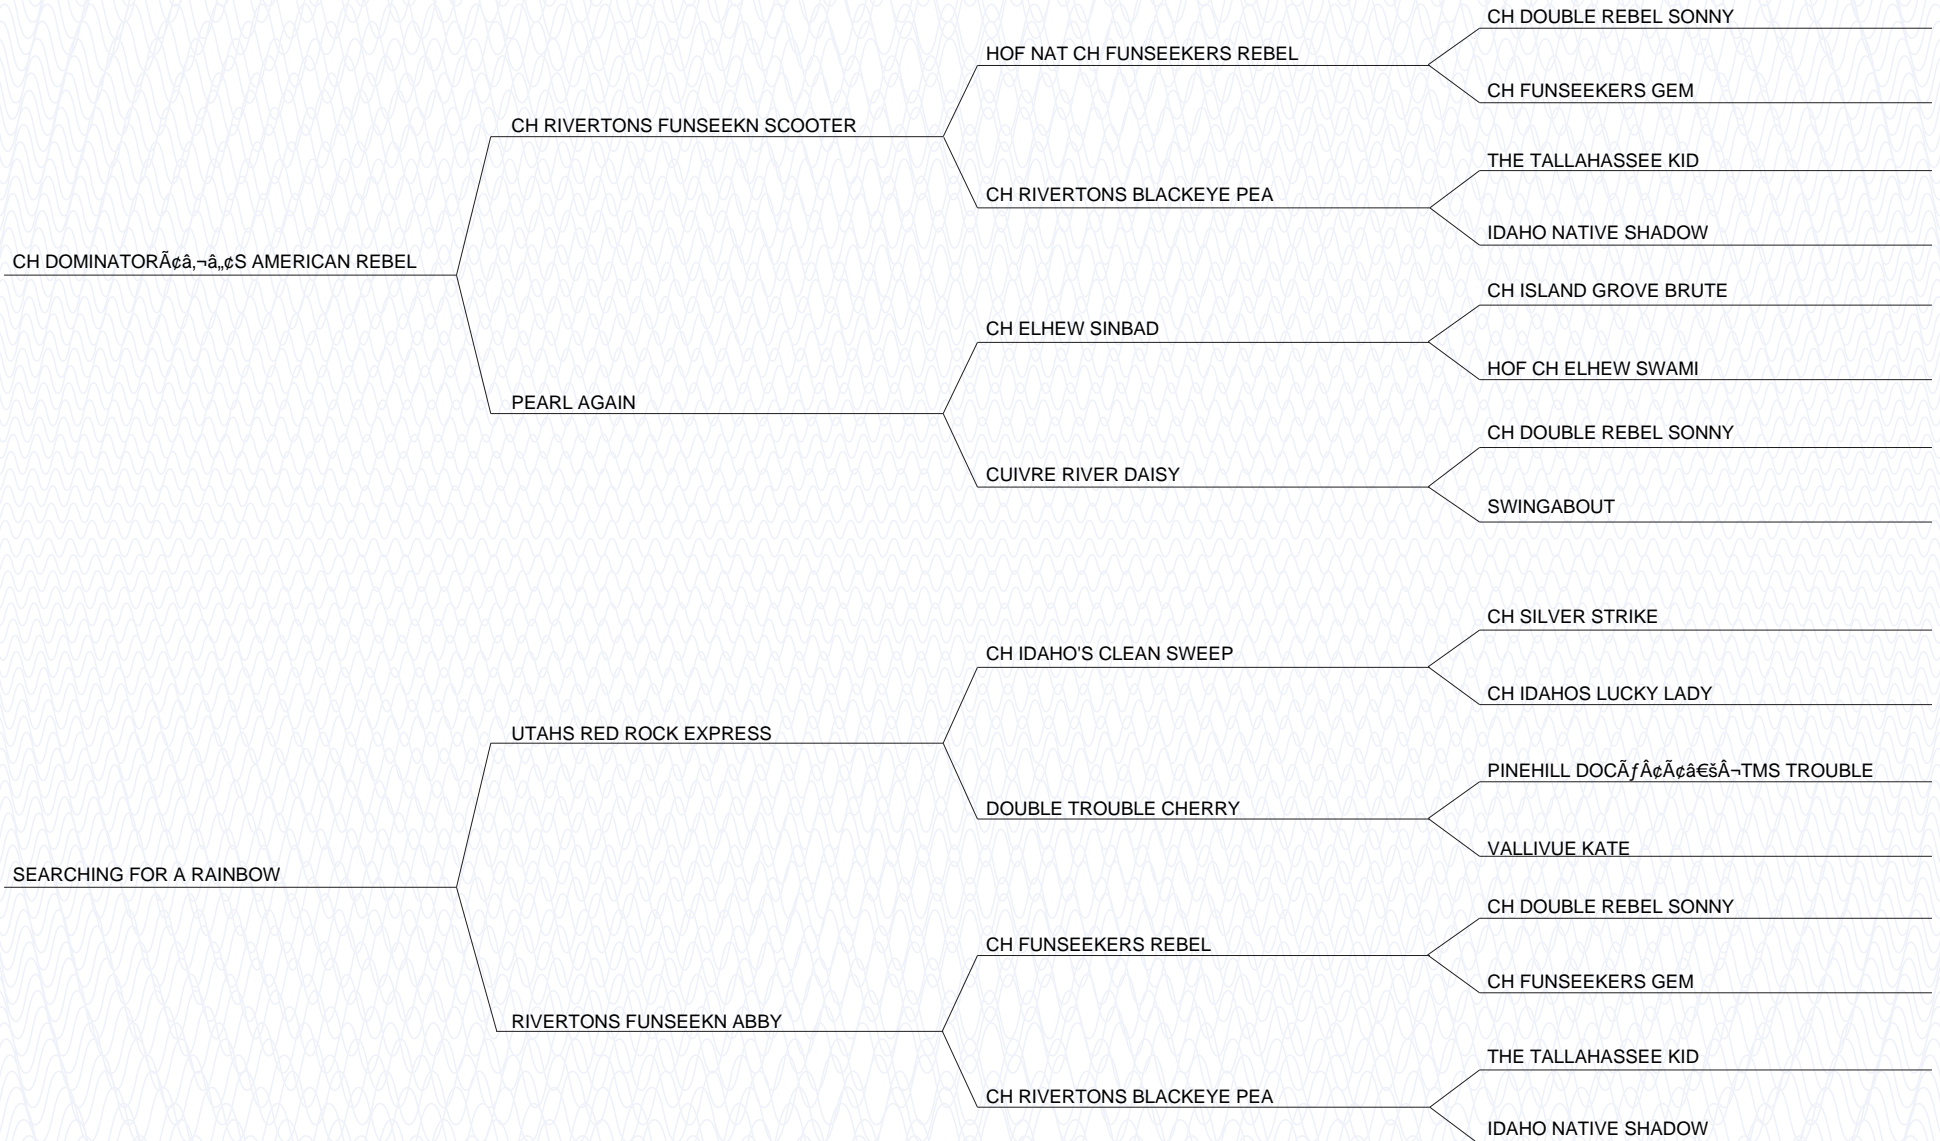 CH DOUBLE REBEL SONNY
HOF NAT CH FUNSEEKERS REBEL
CH FUNSEEKERS GEM
CH RIVERTONS FUNSEEKN SCOOTER
THE TALLAHASSEE KID
CH RIVERTONS BLACKEYE PEA
IDAHO NATIVE SHADOW
CH DOMINATORÃ¢â‚¬â„¢S AMERICAN REBEL
CH ISLAND GROVE BRUTE
CH ELHEW SINBAD
HOF CH ELHEW SWAMI
PEARL AGAIN
CH DOUBLE REBEL SONNY
CUIVRE RIVER DAISY
SWINGABOUT
CH SILVER STRIKE
CH IDAHO'S CLEAN SWEEP
CH IDAHOS LUCKY LADY
UTAHS RED ROCK EXPRESS
PINEHILL DOCÃƒÂ¢Ã¢â€šÂ¬TMS TROUBLE
DOUBLE TROUBLE CHERRY
VALLIVUE KATE
SEARCHING FOR A RAINBOW
CH DOUBLE REBEL SONNY
CH FUNSEEKERS REBEL
CH FUNSEEKERS GEM
RIVERTONS FUNSEEKN ABBY
THE TALLAHASSEE KID
CH RIVERTONS BLACKEYE PEA
IDAHO NATIVE SHADOW